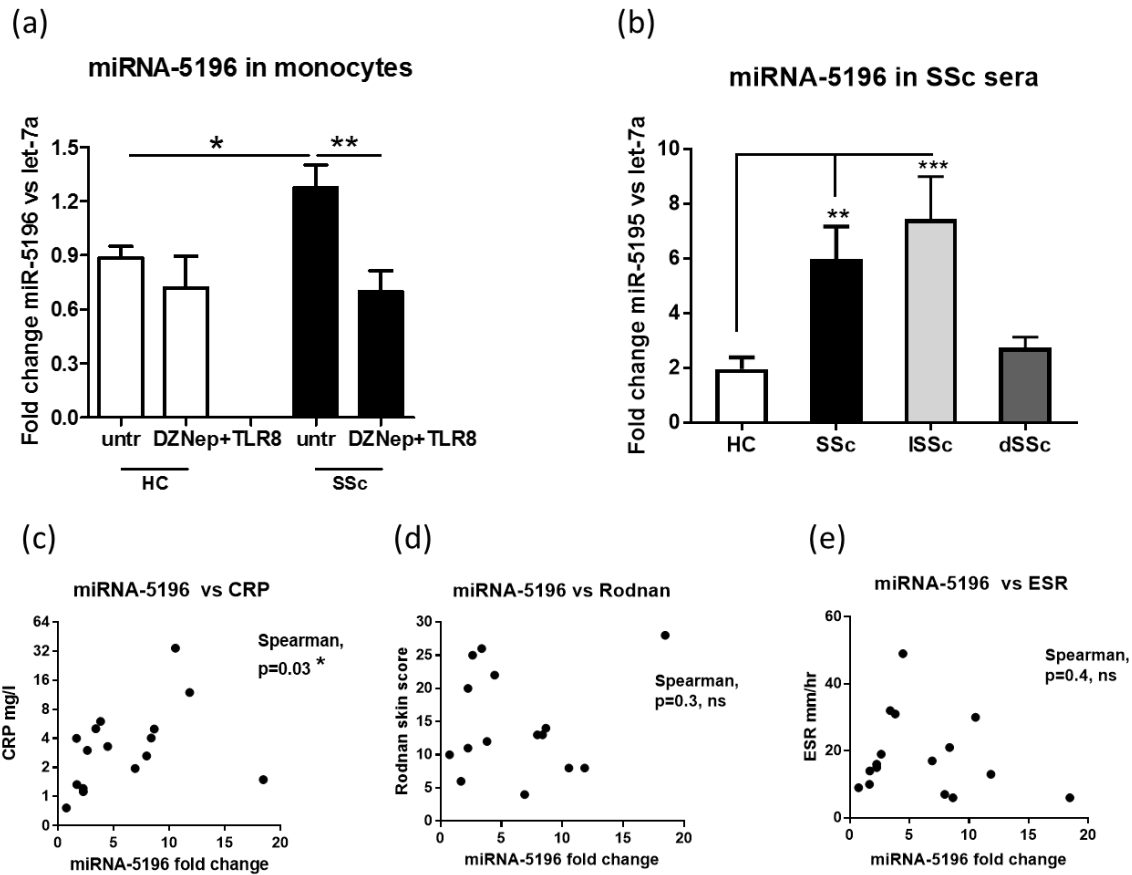 (a)
miRNA-5196 in monocytes
Fold change miR-5196 vs let-7a
1.5
1.2
0.9
0.6
0.3
0.0
*
**
untr DZNep+TLR8 untr DZNep+TLR8
HC SSc
(b)
miRNA-5196 in SSc sera
Fold change miR-5195 vs let-7a
10
8
6
4
2
0
**
***
HC SSc lSSc dSSc
(c)
miRNA-5196 vs CRP
Spearman,
p=0.03 *
CRP mg/l
64
32
16
8
4
2
1
0
0 5 10 15 20
miRNA-5196 fold change
(d)
miRNA-5196 vs Rodnan
Spearman,
p=0.3, ns
Rodnan skin score
30
25
20
15
10
5
0
0 5 10 15 20
miRNA-5196 fold change
(e)
miRNA-5196 vs ESR
Spearman,
p=0.4, ns
ESR mm/hr
60
40
20
0
0 5 10 15 20
miRNA-5196 fold change